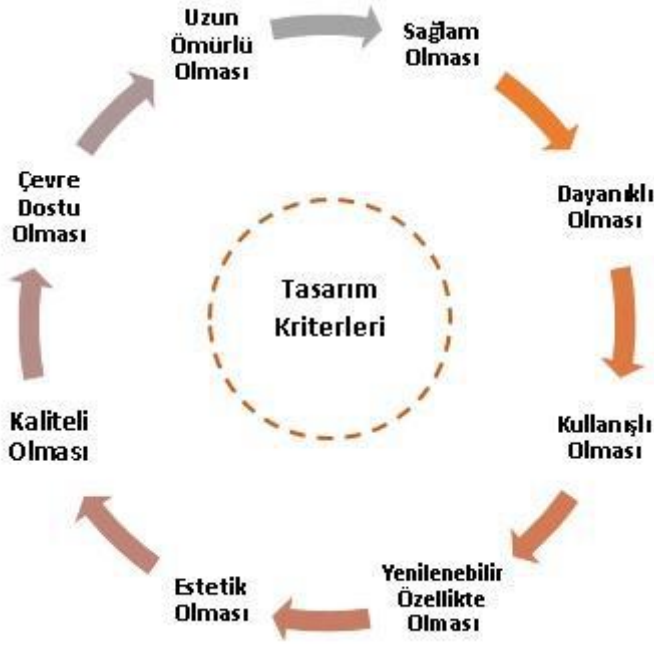 Tasarım
Kriterleri
Sağlam
Olması
Dayanıklı
Olması
Kullanışlı
Olması
Yenilenebilir
Özellikte
Olması
Estetik
Olması
Kaliteli
Olması
Çevre
Dostu
Olması
Uzun
Ömürlü
Olması